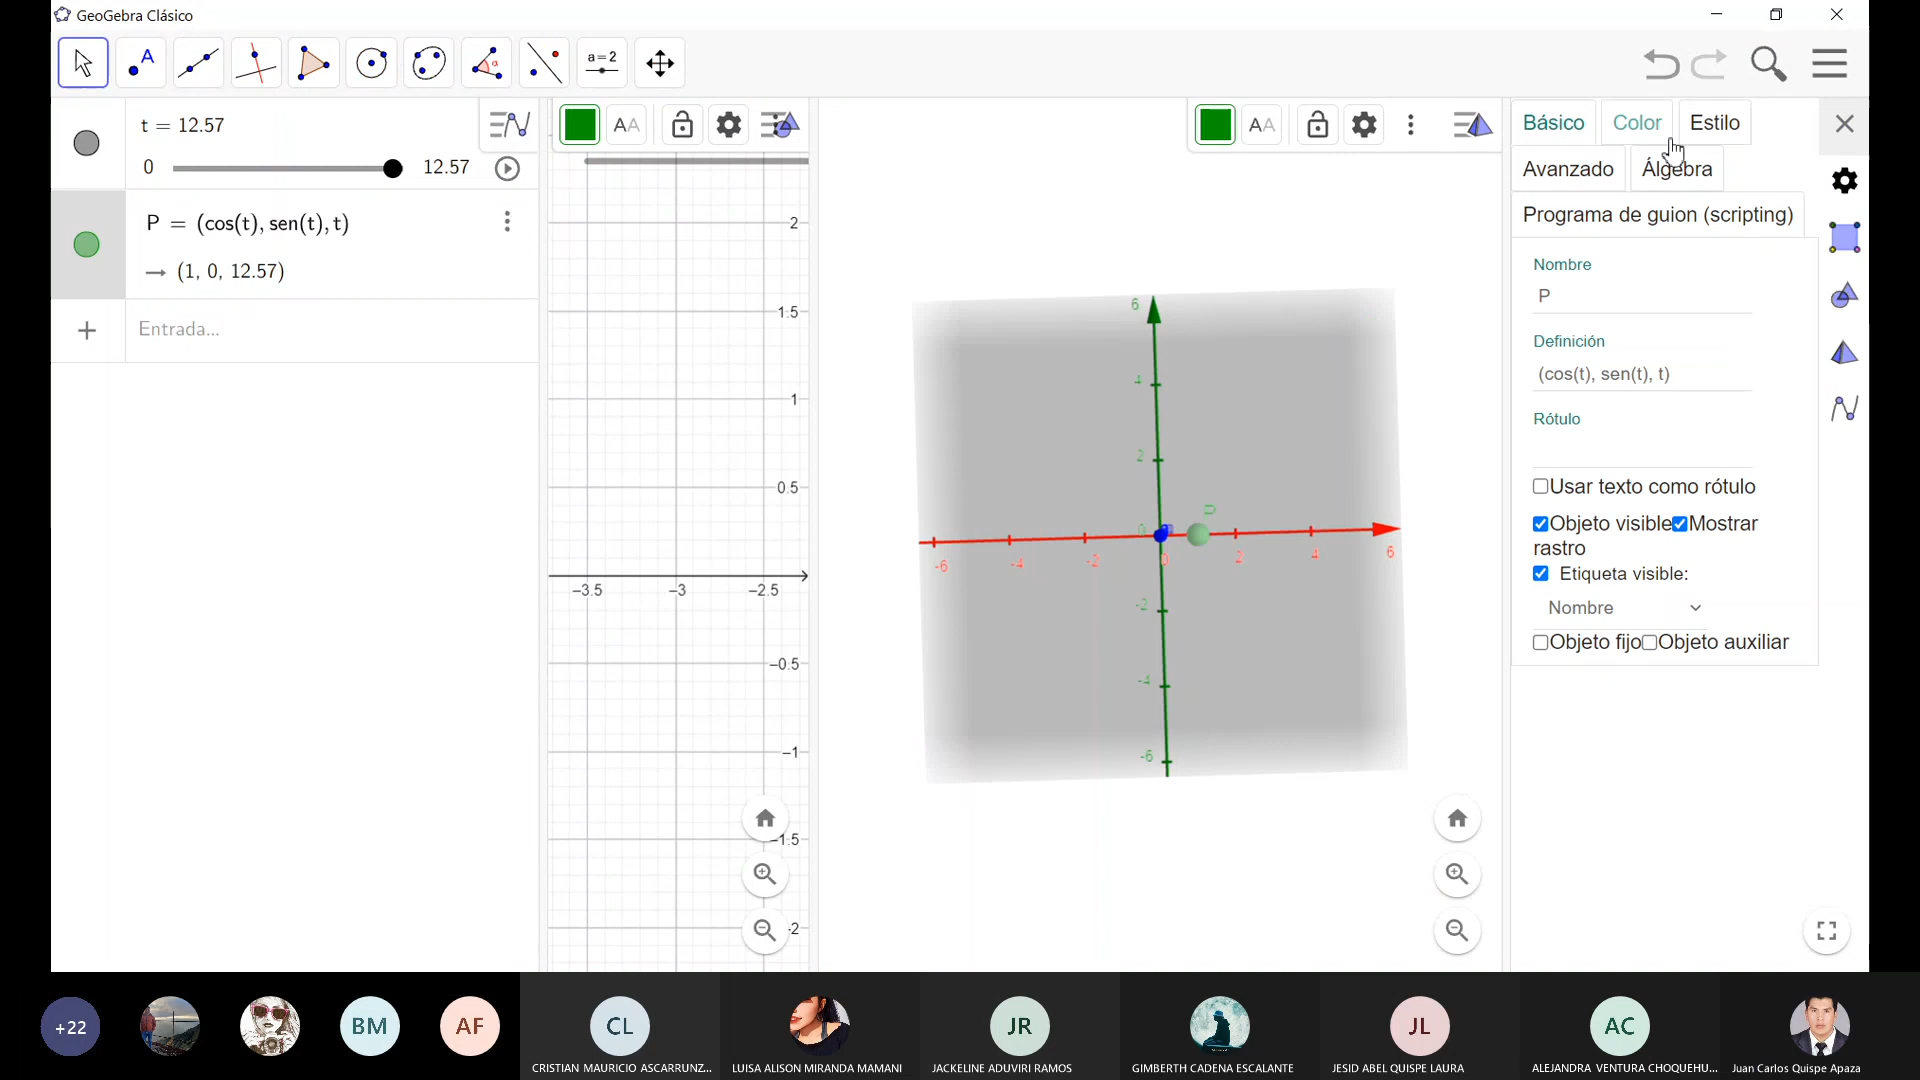 GeoGebra Clásico
A
α
a=2
t = 12.57
0
12.57
P = (cos(t), sen(t), t)
→ (1, 0, 12.57)
+
Entrada...
AA
2
1.5
1
0.5
−3.5
−3
−2.5
−0.5
−1
−1.5
−2
AA
6
4
2
0
-2
-4
-6
-6
-4
-2
0
2
4
6
P
Básico
Color
Estilo
Avanzado
Álgebra
Programa de guion (scripting)
Nombre
P
Definición
(cos(t), sen(t), t)
Rótulo
Usar texto como rótulo
Objeto visible Mostrar
rastro
Etiqueta visible:
Nombre
Objeto fijo Objeto auxiliar
+22
BM
AF
CL
CRISTIAN MAURICIO ASCARRUNZ...
LUISA ALISON MIRANDA MAMANI
JR
JACKELINE ADUVIRI RAMOS
GIMBERTH CADENA ESCALANTE
JL
JESID ABEL QUISPE LAURA
AC
ALEJANDRA VENTURA CHOQUEHU...
Juan Carlos Quispe Apaza